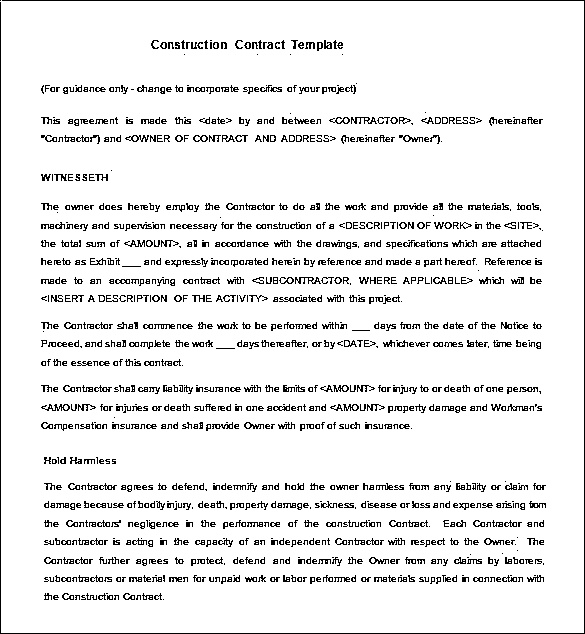 Construction Contract Template
(For guidance only - change to incorporate specifics of your project)
This agreement is made this <date> by and between <CONTRACTOR>, <ADDRESS> (hereinafter
"Contractor") and <OWNER OF CONTRACT AND ADDRESS> (hereinafter "Owner").
WITNESSETH
The owner does hereby employ the Contractor to do all the work and provide all the materials, tools,
machinery and supervision necessary for the construction of a <DESCRIPTION OF WORK> in the <SITE>,
the total sum of <AMOUNT>, all in accordance with the drawings, and specifications which are attached
hereto as Exhibit ___ and expressly incorporated herein by reference and made a part hereof. Reference is
made to an accompanying contract with <SUBCONTRACTOR, WHERE APPLICABLE> which will be
<INSERT A DESCRIPTION OF THE ACTIVITY> associated with this project.
The Contractor shall commence the work to be performed within ___ days from the date of the Notice to
Proceed, and shall complete the work ___ days thereafter, or by <DATE>, whichever comes later, time being
of the essence of this contract.
The Contractor shall carry liability insurance with the limits of <AMOUNT> for injury to or death of one person,
<AMOUNT> for injuries or death suffered in one accident and <AMOUNT> property damage and Workman's
Compensation insurance and shall provide Owner with proof of such insurance.
Hold Harmless
The Contractor agrees to defend, indemnify and hold the owner harmless from any liability or claim for
damage because of bodily injury, death, property damage, sickness, disease or loss and expense arising from
the Contractors' negligence in the performance of the construction Contract. Each Contractor and
subcontractor is acting in the capacity of an independent Contractor with respect to the Owner. The
Contractor further agrees to protect, defend and indemnify the Owner from any claims by laborers,
subcontractors or material men for unpaid work or labor performed or materials supplied in connection with
the Construction Contract.